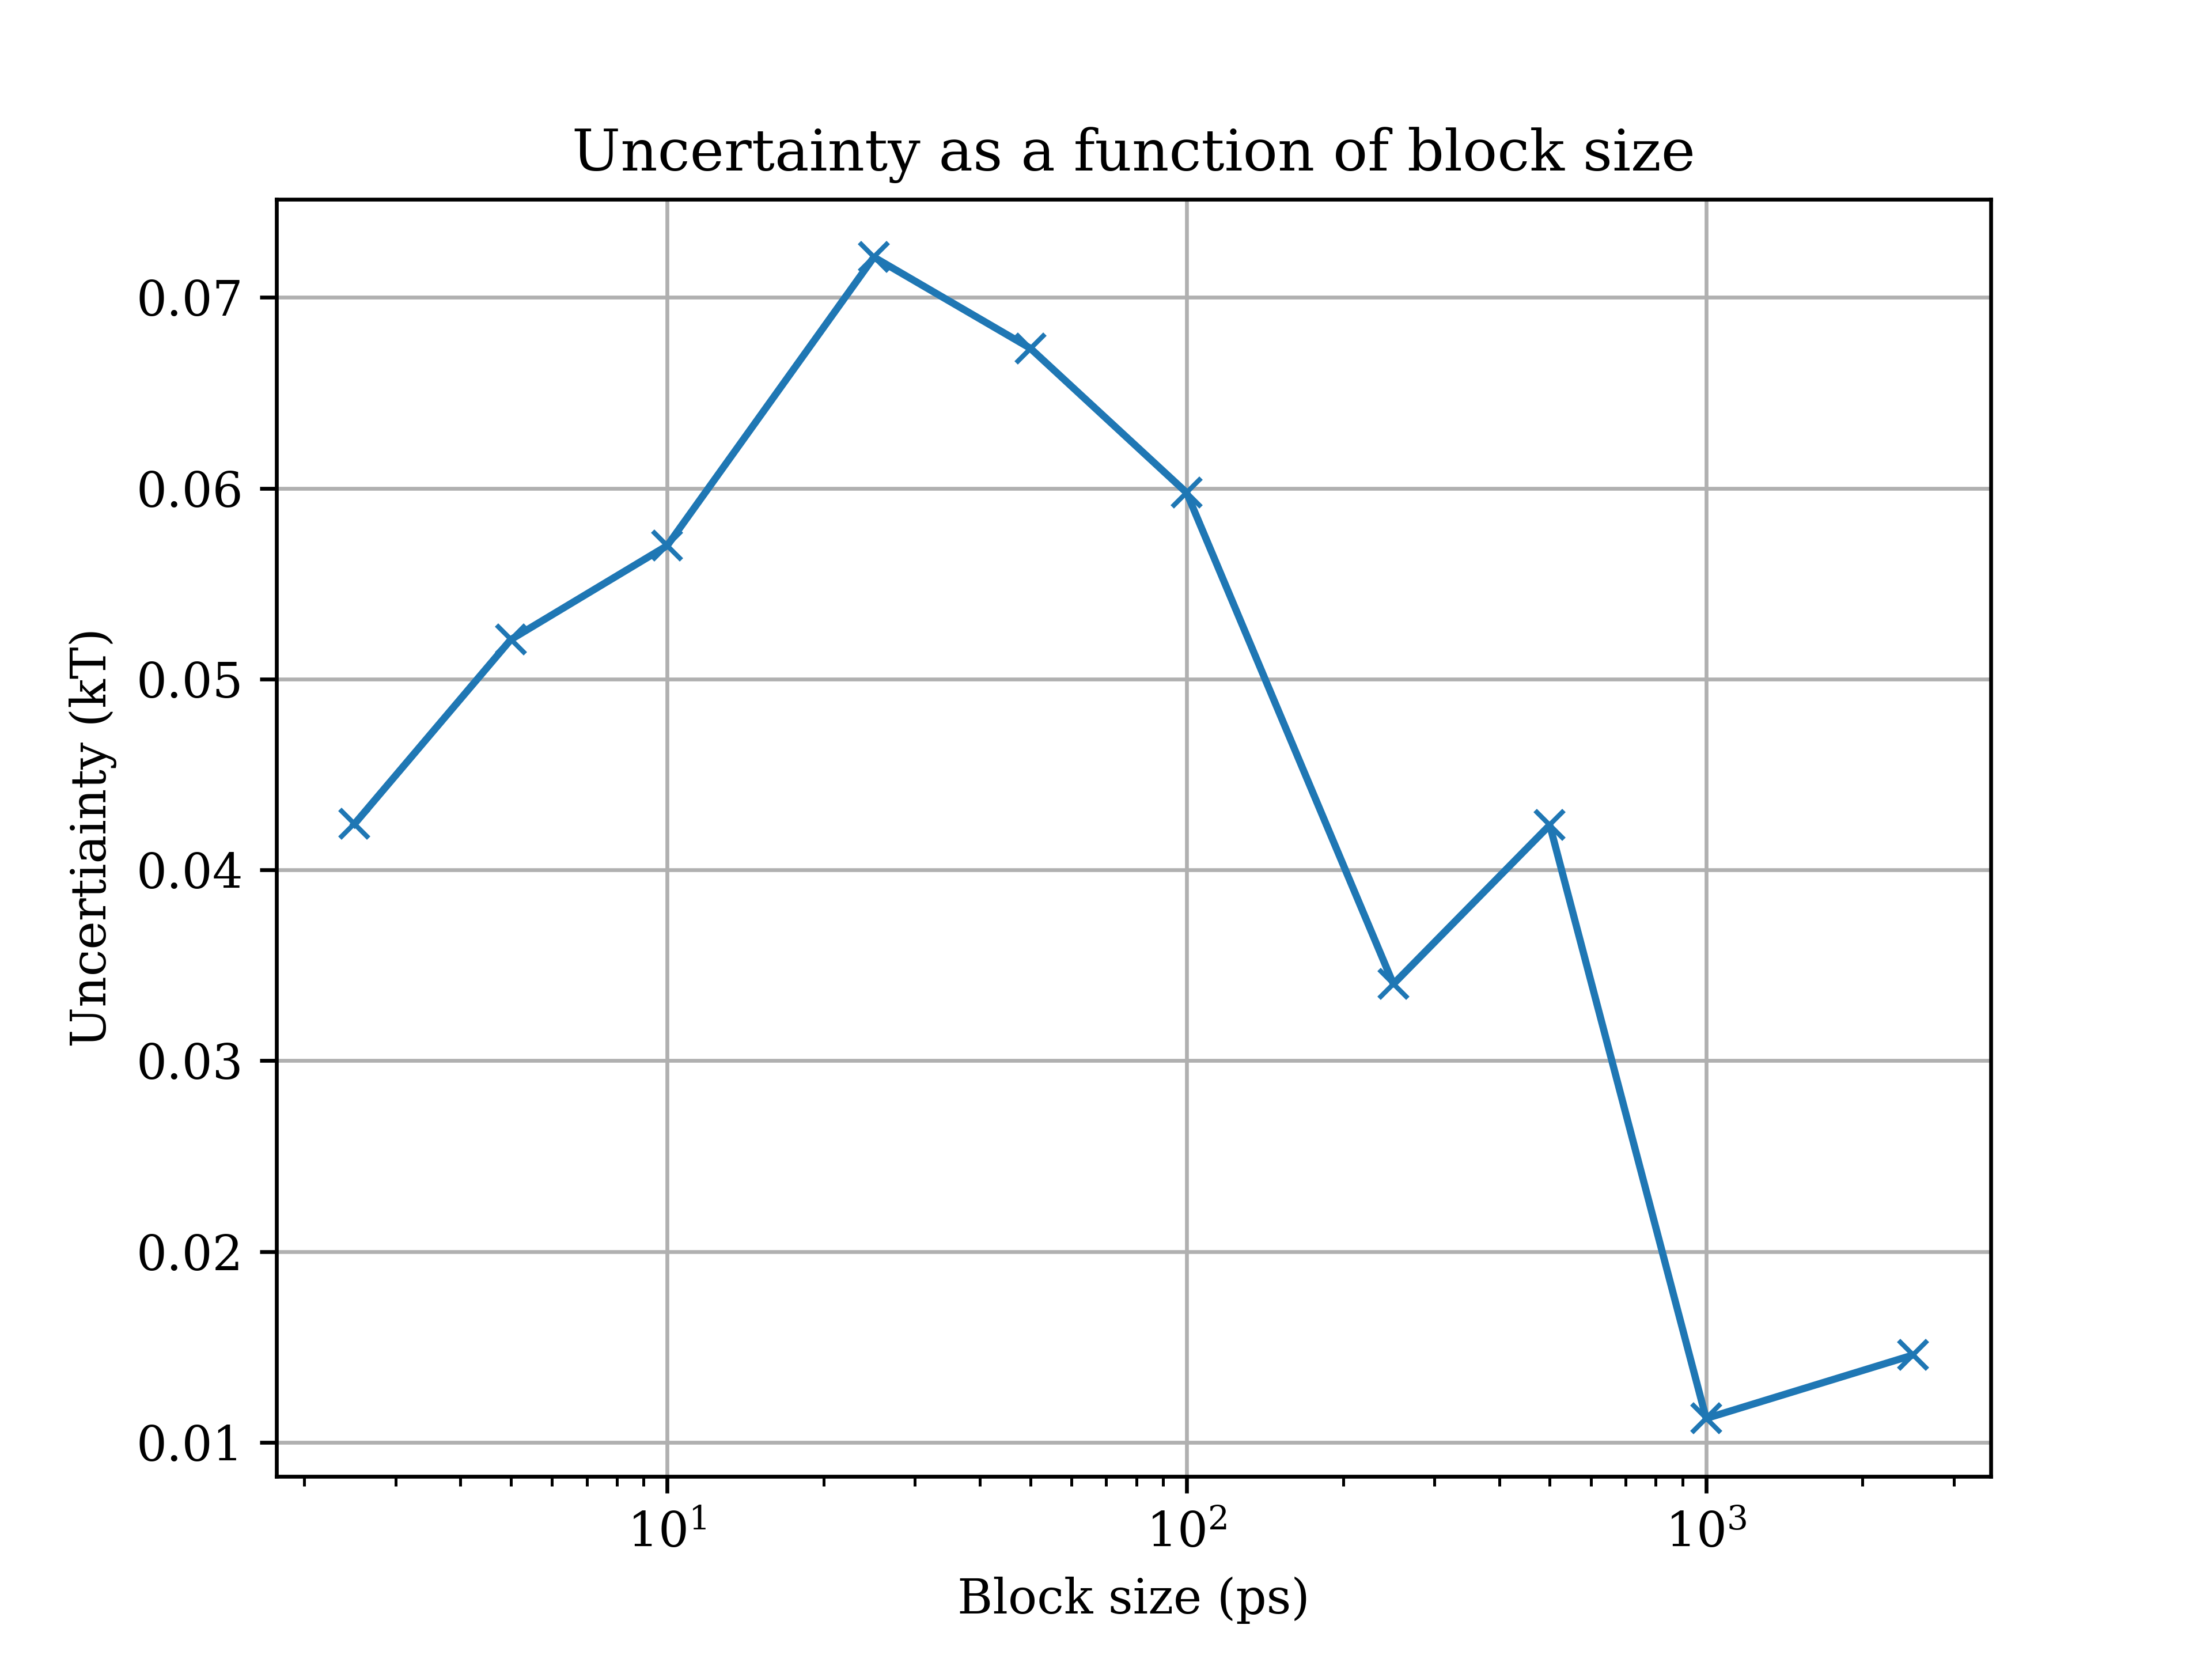 Uncertainty as a function of block size
0.07
0.06
0.05
0.04
0.03
0.02
0.01
Uncertiainty (kT)
10¹ 10² 10³
Block size (ps)